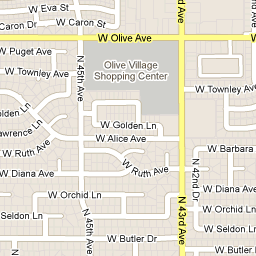 W Eva St
W Caron St
Caron Dr
W Olive Ave
W Puget Ave
Olive Village
Shopping Center
W Townley Ave
N 45th Ave
W Townley Ave
W Golden Ln
W Alice Ave
W Ruth Ave
W Ruth Ave
W Barbara
W Diana Ave
N 42nd Dr
W Diana Ave
W Orchid Ln
W Orchid Ln
Seldon Ln
N 45th Ave
N 43rd Ave
W Seldon Ln
W Butler Dr
W Butler